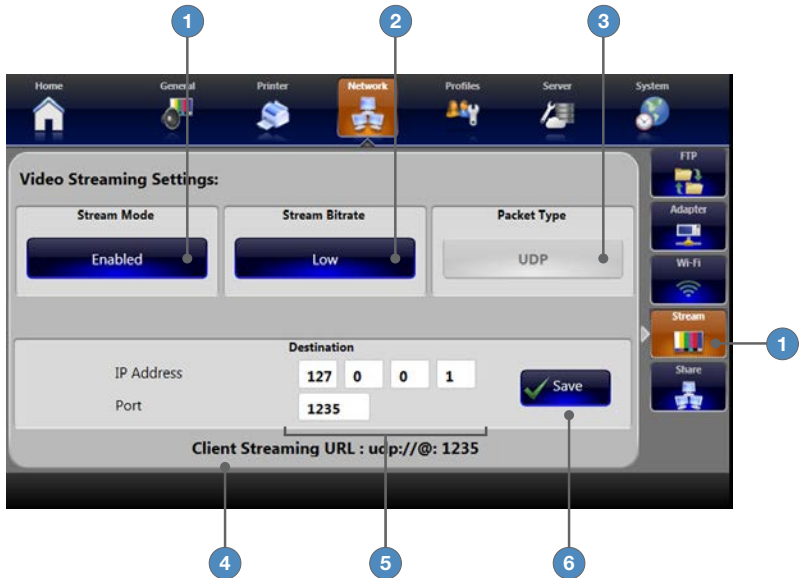 1 2 3
Home General Printer Network Profiles Server System
FTP
Video Streaming Settings:
Adapter
Stream Mode Stream Bitrate Packet Type
Enabled Low UDP
Wi-Fi
Stream
1
Destination
IP Address 127 0 0 1
Save
Share
Port 1235
Client Streaming URL : udp://@: 1235
4 5 6